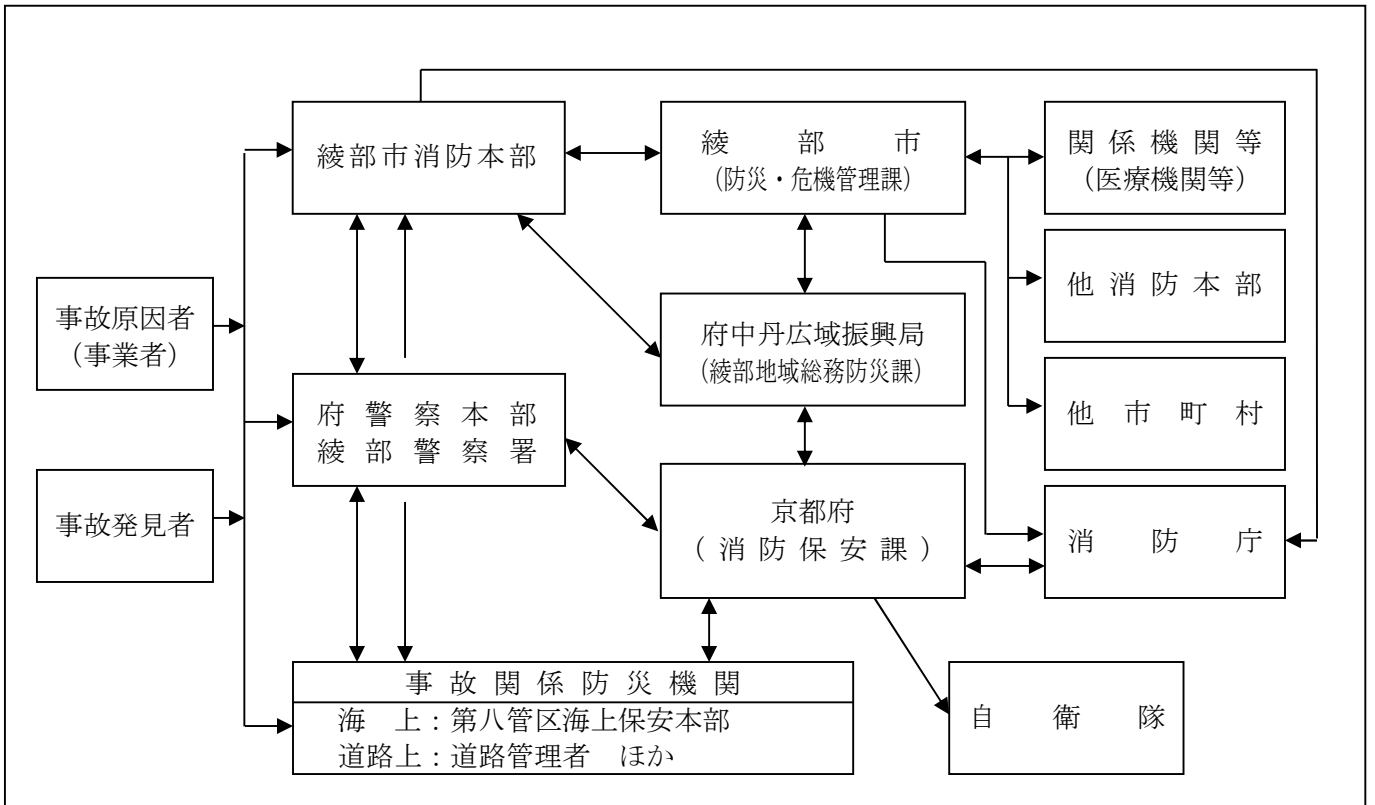 綾部市消防本部
綾部市
（防災・危機管理課）
関係機関等
（医療機関等）
他消防本部
事故原因者
（事業者）
府中丹広域振興局
（綾部地域総務防災課）
府警察本部
綾部警察署
他市町村
事故発見者
京都府
（消防保安課）
消防庁
事故関係防災機関
海　上：第八管区海上保安本部
道路上：道路管理者　ほか
自衛隊